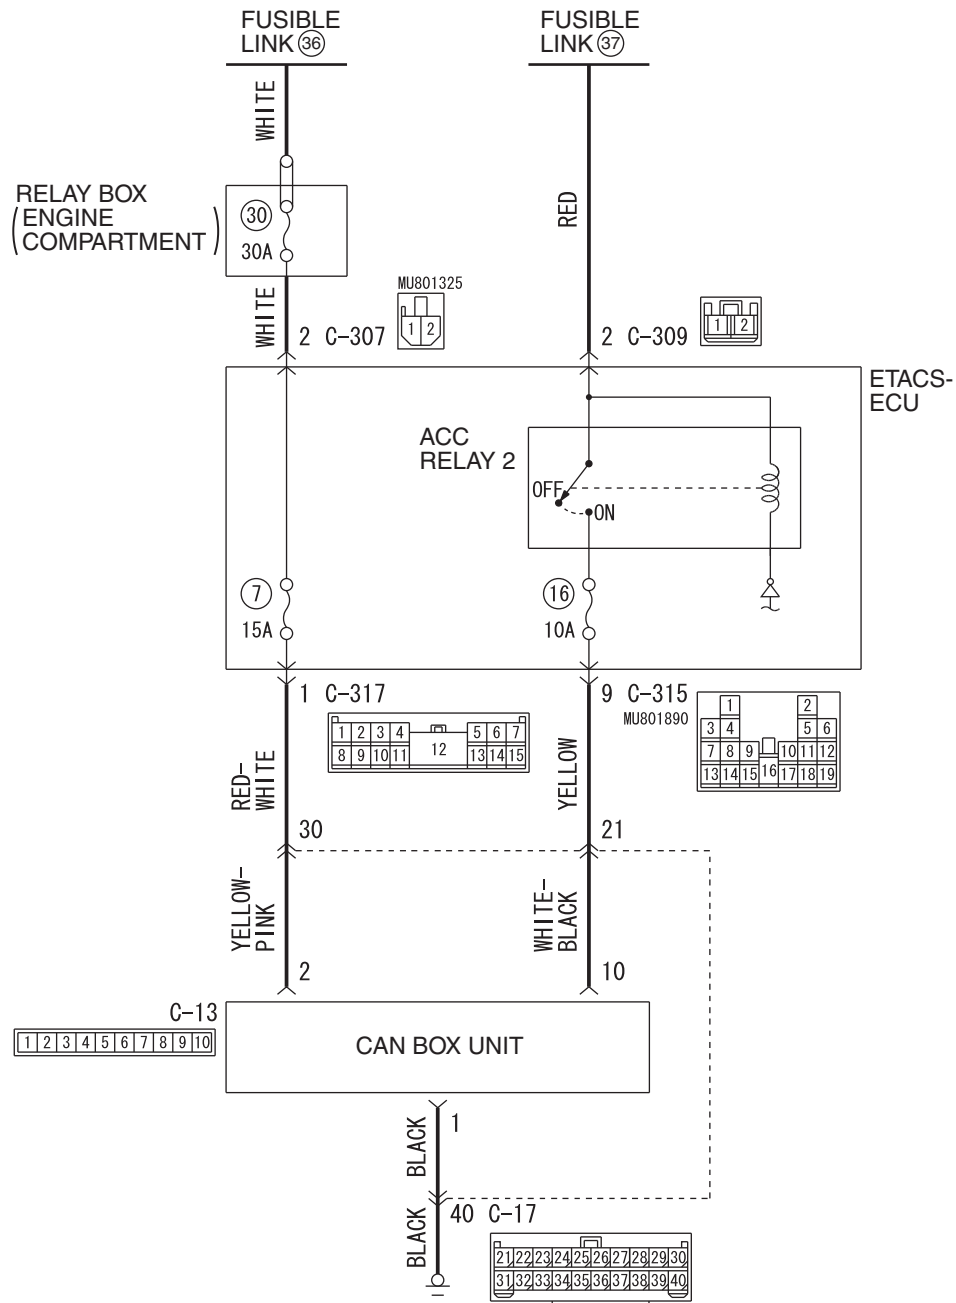 FUSIBLE
LINK 36
FUSIBLE
LINK 37
WHITE
RED
RELAY BOX
(ENGINE
COMPARTMENT)
30
30A
WHITE
MU801325
2 C-307
1 2
2 C-309
1 2
ETACS-
ECU
ACC
RELAY 2
OFF
ON
7
15A
16
10A
1 C-317
1 2 3 4 5 6 7
8 9 10 11 12 13 14 15
9 C-315
MU801890
1 2
3 4 5 6
7 8 9 10 11 12
13 14 15 16 17 18 19
RED-
WHITE
YELLOW
30
21
YELLOW-
PINK
WHITE-
BLACK
2
10
C-13
1 2 3 4 5 6 7 8 9 10
CAN BOX UNIT
BLACK
1
BLACK
40 C-17
21 22 23 24 25 26 27 28 29 30
31 32 33 34 35 36 37 38 39 40